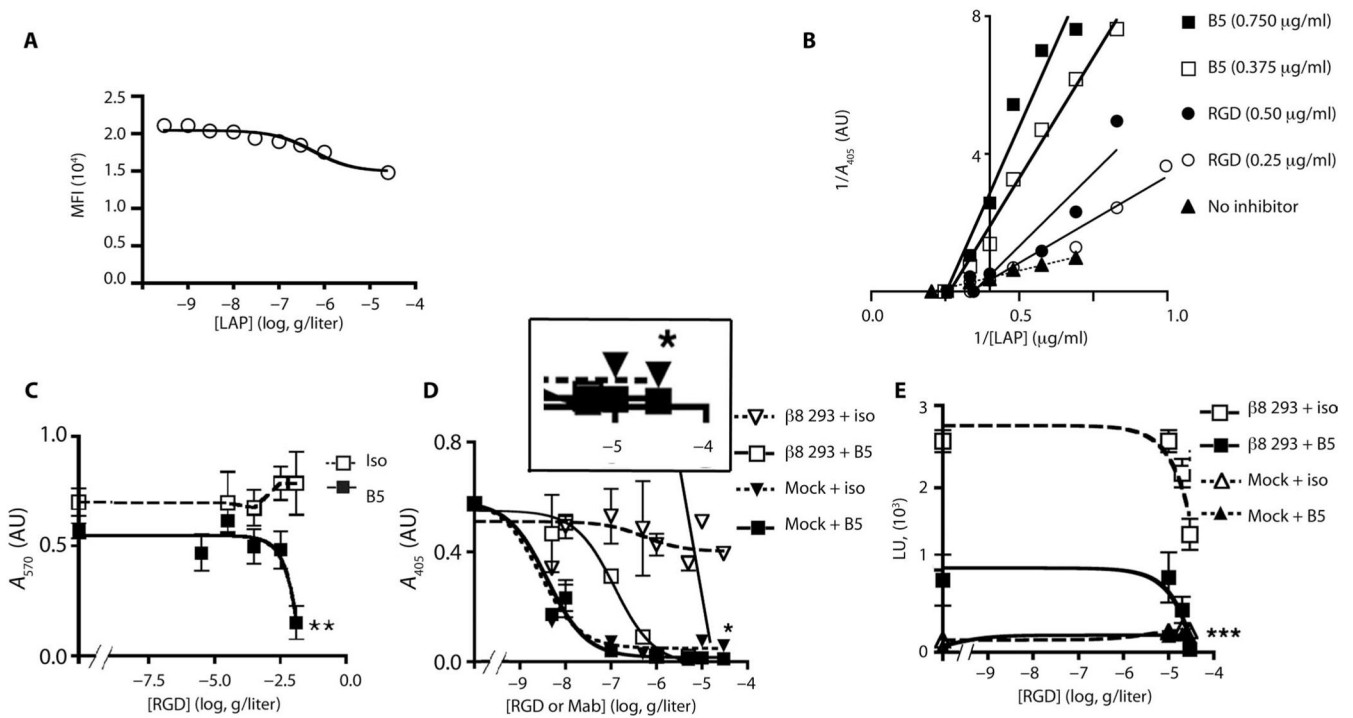 A
2.5
2.0
1.5
1.0
0.5
0.0
MFI (10⁴)
−9
−8
−7
−6
−5
−4
[LAP] (log, g/liter)
B
8
4
1/A₄₀₅ (AU)
0.0
0.5
1.0
1/[LAP] (µg/ml)
B5 (0.750 µg/ml)
B5 (0.375 µg/ml)
RGD (0.50 µg/ml)
RGD (0.25 µg/ml)
No inhibitor
C
1.0
0.5
0.0
A₅₇₀ (AU)
Iso
B5
**
−7.5
−5.0
−2.5
0.0
[RGD] (log, g/liter)
D
*
−5
−4
0.8
0.4
0.0
A₄₀₅ (AU)
β8 293 + iso
β8 293 + B5
Mock + iso
Mock + B5
*
−9
−8
−7
−6
−5
−4
[RGD or Mab] (log, g/liter)
E
3
2
1
0
LU, (10³)
β8 293 + iso
β8 293 + B5
Mock + iso
Mock + B5
***
−9
−8
−7
−6
−5
−4
[RGD] (log, g/liter)